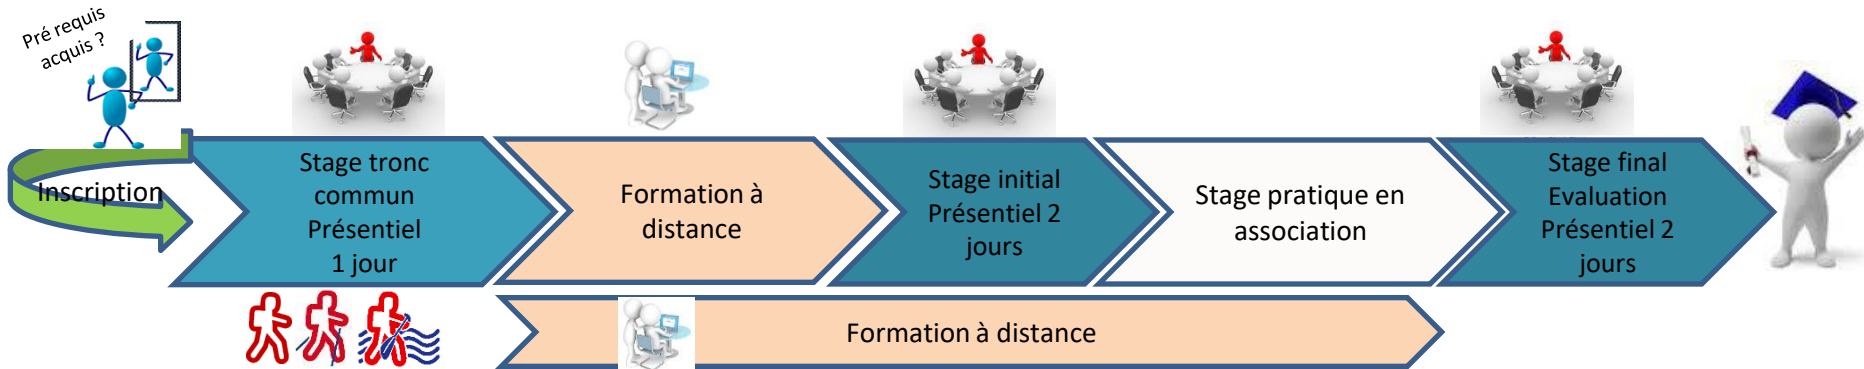 Pré requis
acquis ?
Inscription
Stage tronc
commun
Présentiel
1 jour
Formation à
distance
Stage initial
Présentiel 2
jours
Stage pratique en
association
Stage final
Evaluation
Présentiel 2
jours
Formation à distance